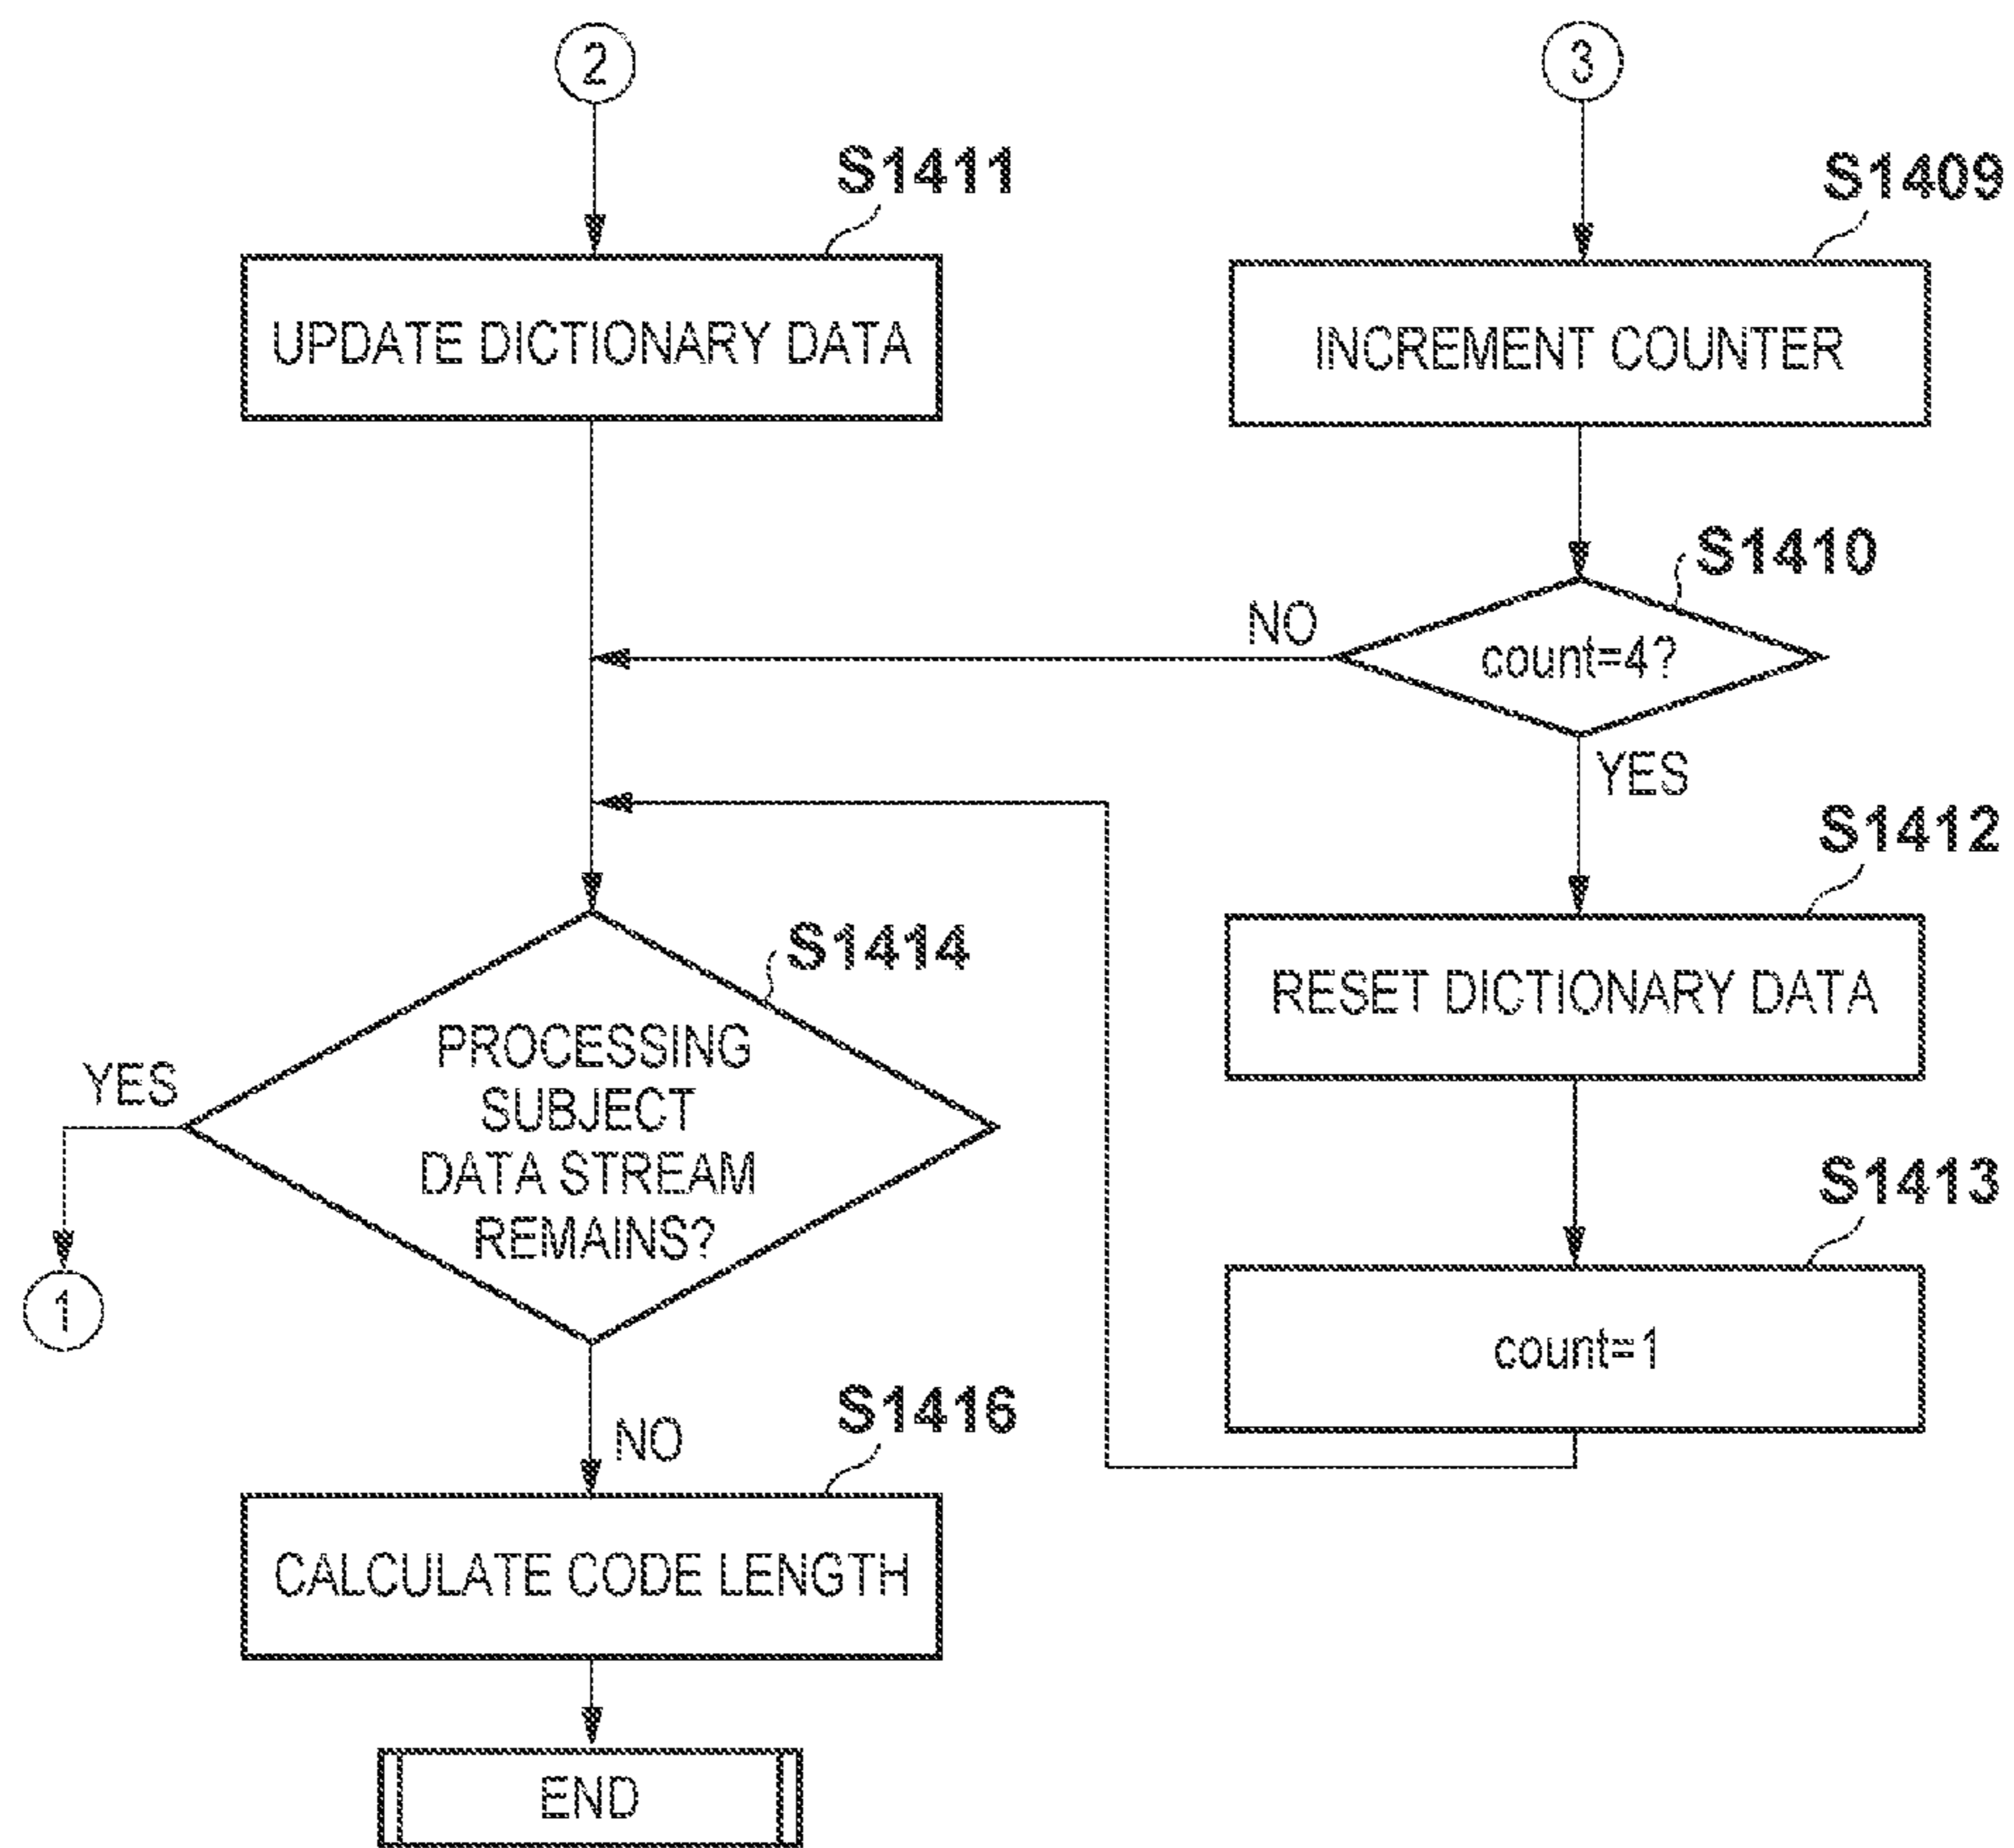 2
3
S1411
S1409
UPDATE DICTIONARY DATA
INCREMENT COUNTER
S1410
NO
count=4?
YES
S1412
S1414
RESET DICTIONARY DATA
PROCESSING
SUBJECT
DATA STREAM
REMAINS?
YES
S1413
1
count=1
S1416
NO
CALCULATE CODE LENGTH
END